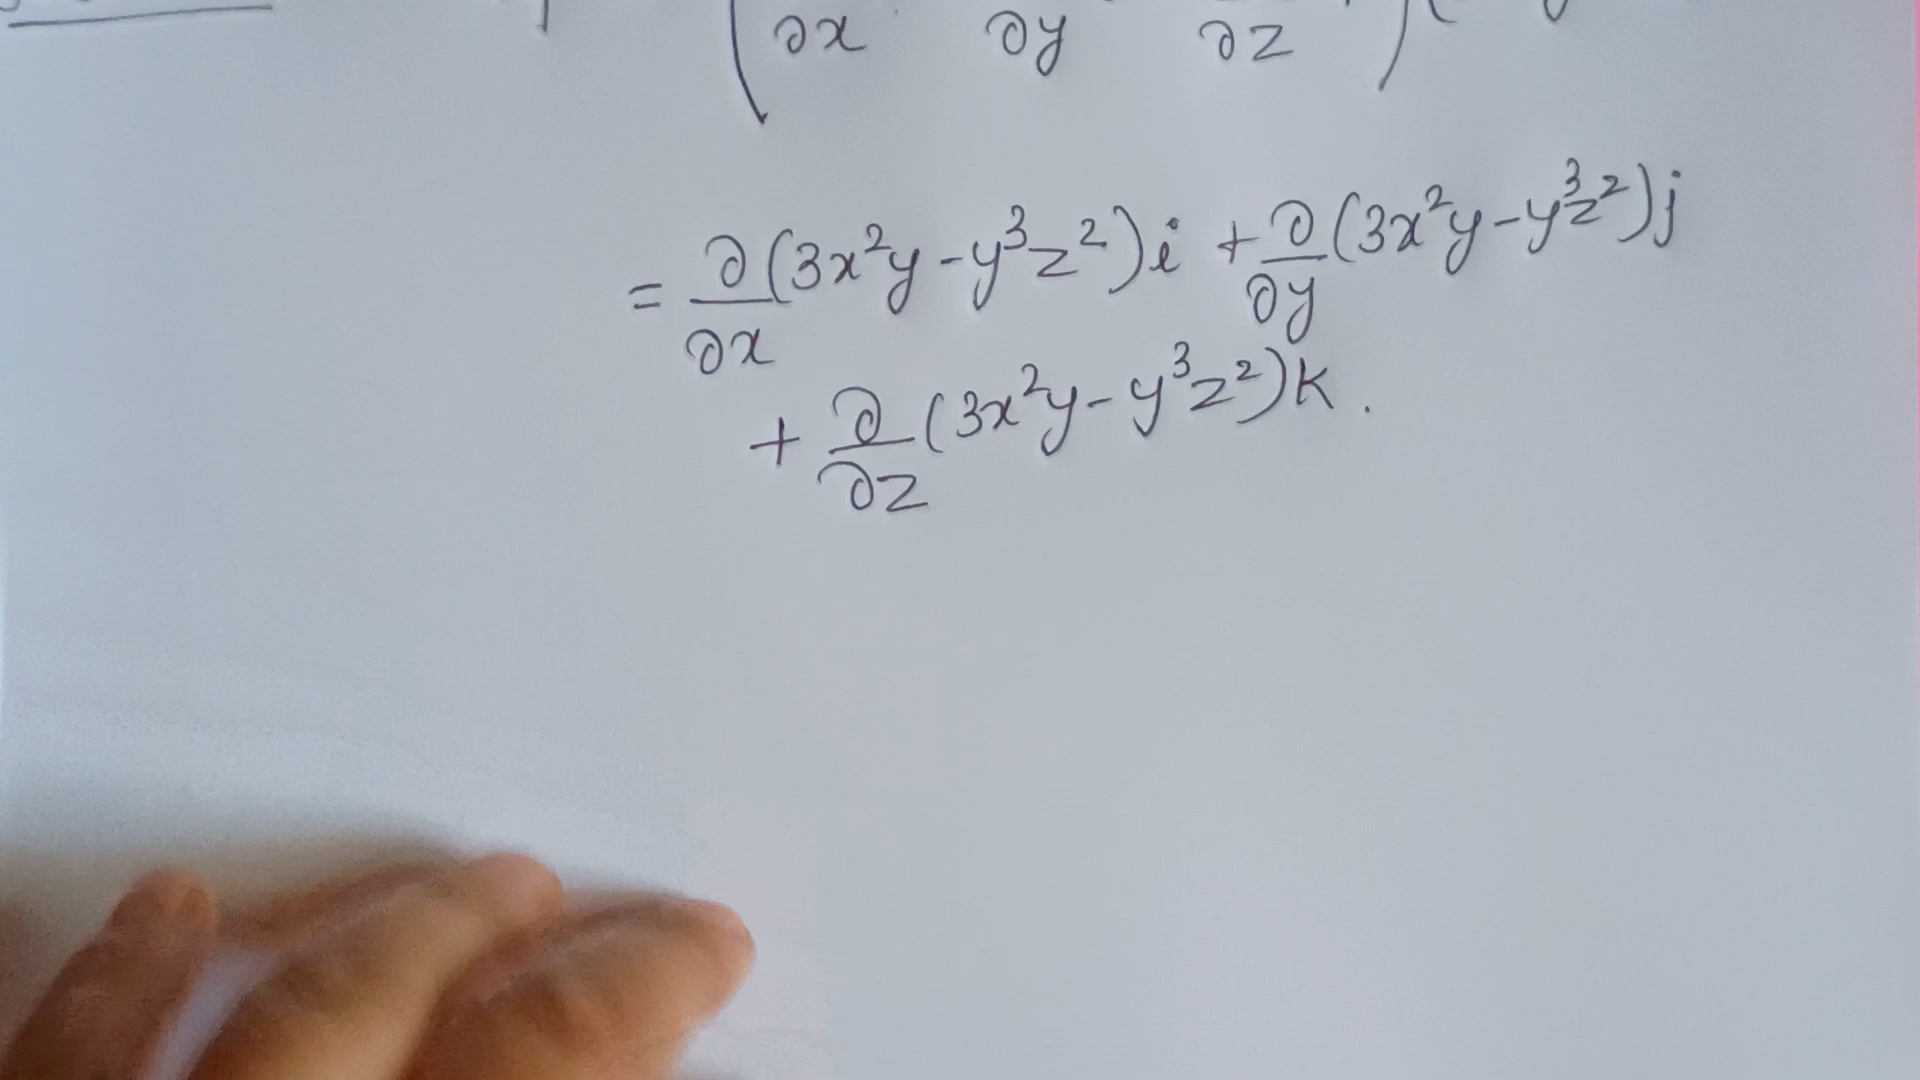 ∂x ∂y ∂z
= ∂/∂x (3x²y - y³z²)i + ∂/∂y (3x²y - y³z²)j
+ ∂/∂z (3x²y - y³z²)k.